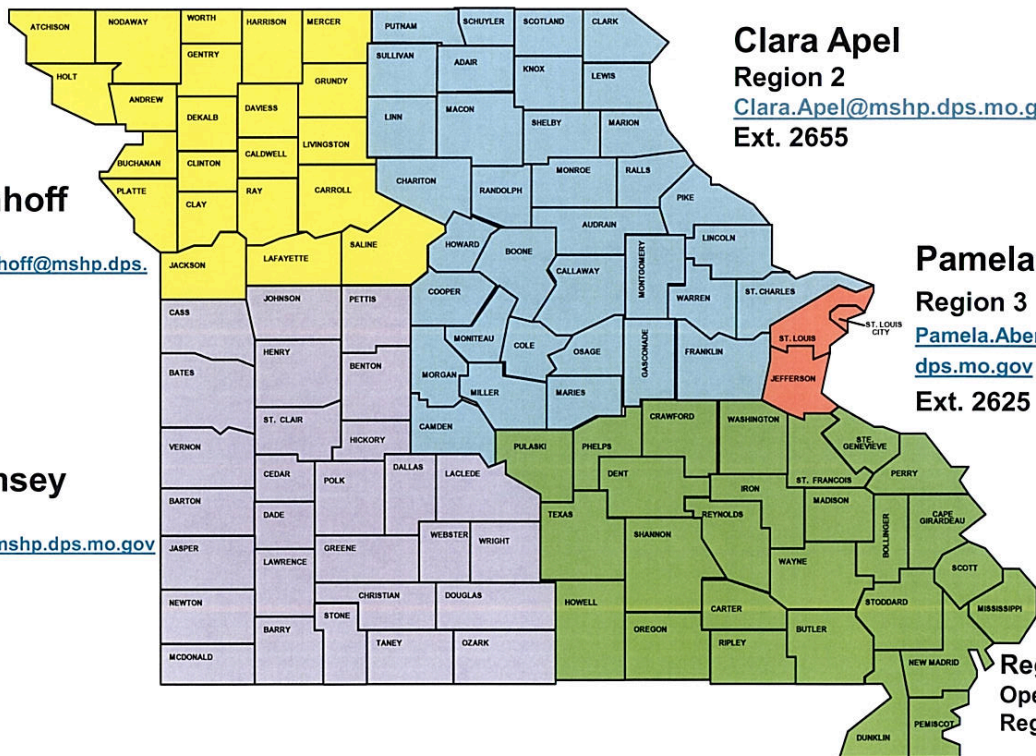 Clara Apel
Region 2
Clara.Apel@mshp.dps.mo.g
Ext. 2655
hoff
hoff@mshp.dps.
Pamela
Region 3
Pamela.Aber
dps.mo.gov
Ext. 2625
nsey
mshp.dps.mo.gov
Reg
Ope
Reg
ATCHISON
NODAWAY
WORTH
HARRISON
MERCER
PUTNAM
SCHUYLER
SCOTLAND
CLARK
HOLT
GENTRY
SULLIVAN
ADAIR
KNOX
LEWIS
ANDREW
DEKALB
DAVIESS
GRUNDY
LINN
MACON
SHELBY
MARION
BUCHANAN
CLINTON
CALDWELL
LIVINGSTON
CHARITON
RANDOLPH
MONROE
RALLS
PLATTE
CLAY
RAY
CARROLL
AUDRAIN
PIKE
JACKSON
LAFAYETTE
SALINE
HOWARD
BOONE
CALLAWAY
MONTGOMERY
LINCOLN
CASS
JOHNSON
PETTIS
COOPER
MONITEAU
COLE
OSAGE
GASCONADE
WARREN
ST. CHARLES
ST. LOUIS
ST. LOUIS
CITY
BATES
HENRY
BENTON
MORGAN
MILLER
MARIES
FRANKLIN
JEFFERSON
VERNON
ST. CLAIR
HICKORY
CAMDEN
PULASKI
PHELPS
CRAWFORD
WASHINGTON
STE.
GENEVIEVE
CEDAR
POLK
DALLAS
LACLEDE
DENT
IRON
ST. FRANCOIS
PERRY
BARTON
DADE
TEXAS
REYNOLDS
MADISON
BOLLINGER
CAPE
GIRARDEAU
JASPER
LAWRENCE
GREENE
WEBSTER
WRIGHT
SHANNON
WAYNE
SCOTT
NEWTON
CHRISTIAN
DOUGLAS
HOWELL
CARTER
STODDARD
MISSISSIPPI
MCDONALD
BARRY
STONE
TANEY
OZARK
OREGON
RIPLEY
BUTLER
NEW MADRID
DUNKLIN
PEMISCOT